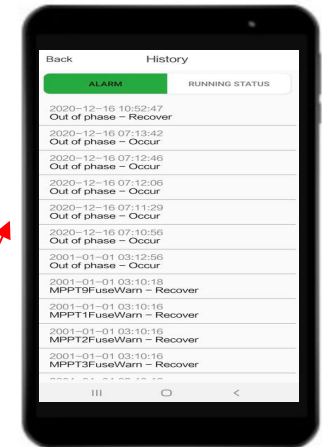 Back History
ALARM RUNNING STATUS
2020-12-16 10:52:47
Out of phase - Recover
2020-12-16 07:13:42
Out of phase - Occur
2020-12-16 07:12:46
Out of phase - Occur
2020-12-16 07:12:06
Out of phase - Occur
2020-12-16 07:11:29
Out of phase - Occur
2020-12-16 07:10:56
Out of phase - Occur
2001-01-01 03:12:56
Out of phase - Occur
2001-01-01 03:10:18
MPPT9FuseWarn - Recover
2001-01-01 03:10:16
MPPT1FuseWarn - Recover
2001-01-01 03:10:16
MPPT2FuseWarn - Recover
2001-01-01 03:10:16
MPPT3FuseWarn - Recover